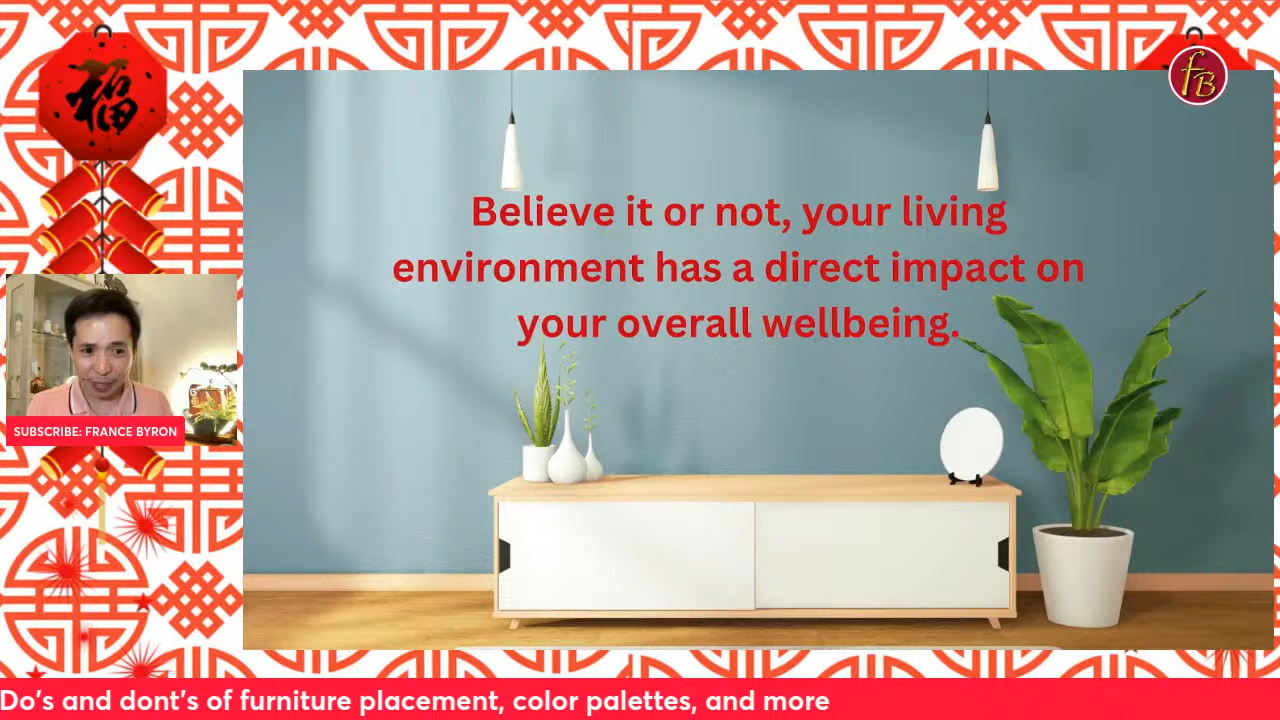 福
fB
Believe it or not, your living
environment has a direct impact on
your overall wellbeing.
SUBSCRIBE: FRANCE BYRON
Do's and dont's of furniture placement, color palettes, and more